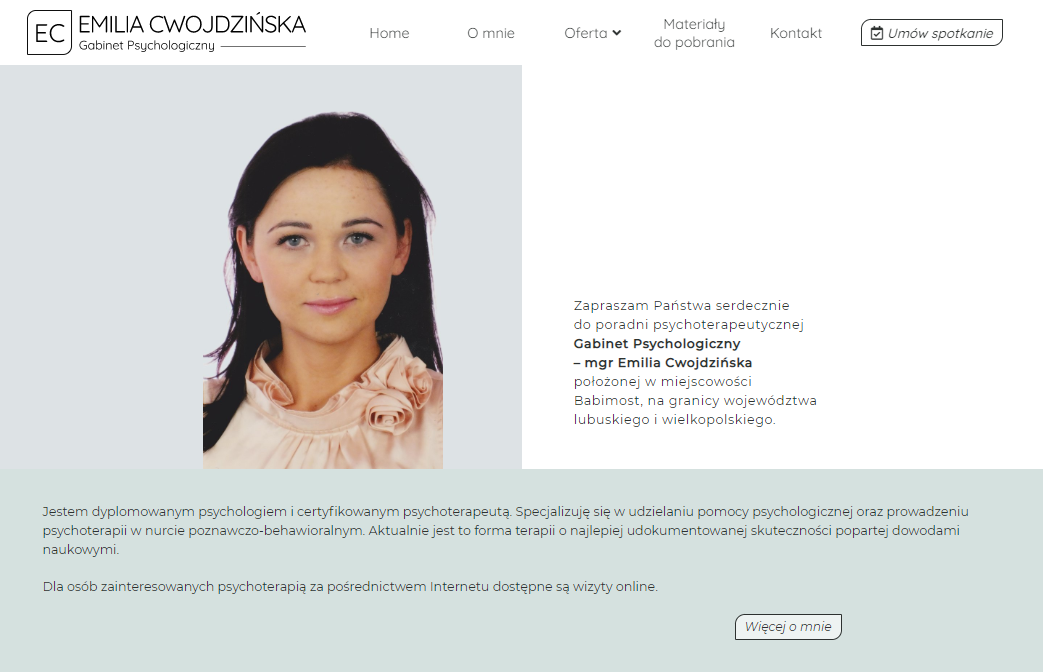 EC
EMILIA CWOJDZIŃSKA
Gabinet Psychologiczny
Home
O mnie
Oferta
Materiały
do pobrania
Kontakt
Umów spotkanie
Zapraszam Państwa serdecznie
do poradni psychoterapeutycznej
Gabinet Psychologiczny
– mgr Emilia Cwojdzińska
położonej w miejscowości
Babimost, na granicy województwa
lubuskiego i wielkopolskiego.
Jestem dyplomowanym psychologiem i certyfikowanym psychoterapeutą. Specjalizuję się w udzielaniu pomocy psychologicznej oraz prowadzeniu
psychoterapii w nurcie poznawczo-behawioralnym. Aktualnie jest to forma terapii o najlepiej udokumentowanej skuteczności popartej dowodami
naukowymi.
Dla osób zainteresowanych psychoterapią za pośrednictwem Internetu dostępne są wizyty online.
Więcej o mnie